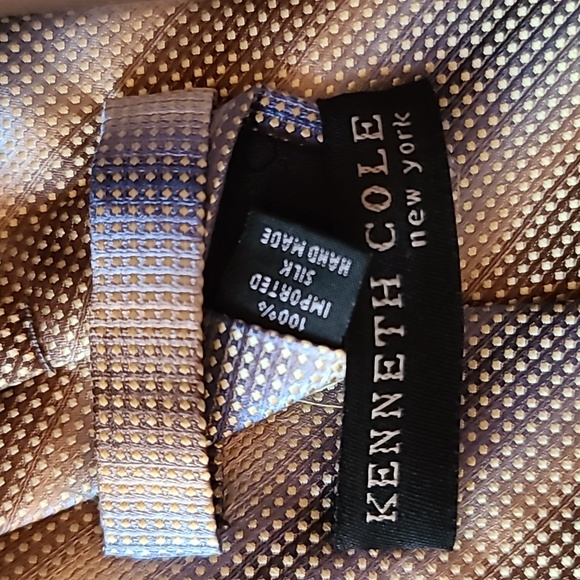 KENNETH COLE
new york
100%
IMPORTED
SILK
HAND MADE